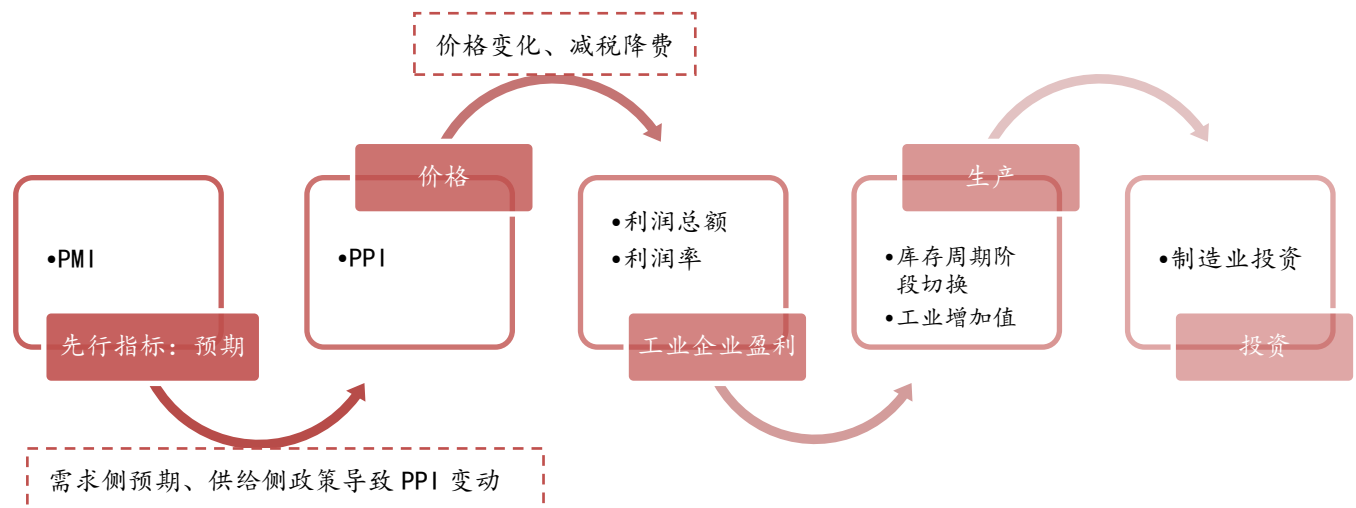 价格变化、减税降费
•PMI
先行指标：预期
需求侧预期、供给侧政策导致 PPI 变动
价格
•PPI
•利润总额
•利润率
工业企业盈利
生产
•库存周期阶
段切换
•工业增加值
•制造业投资
投资